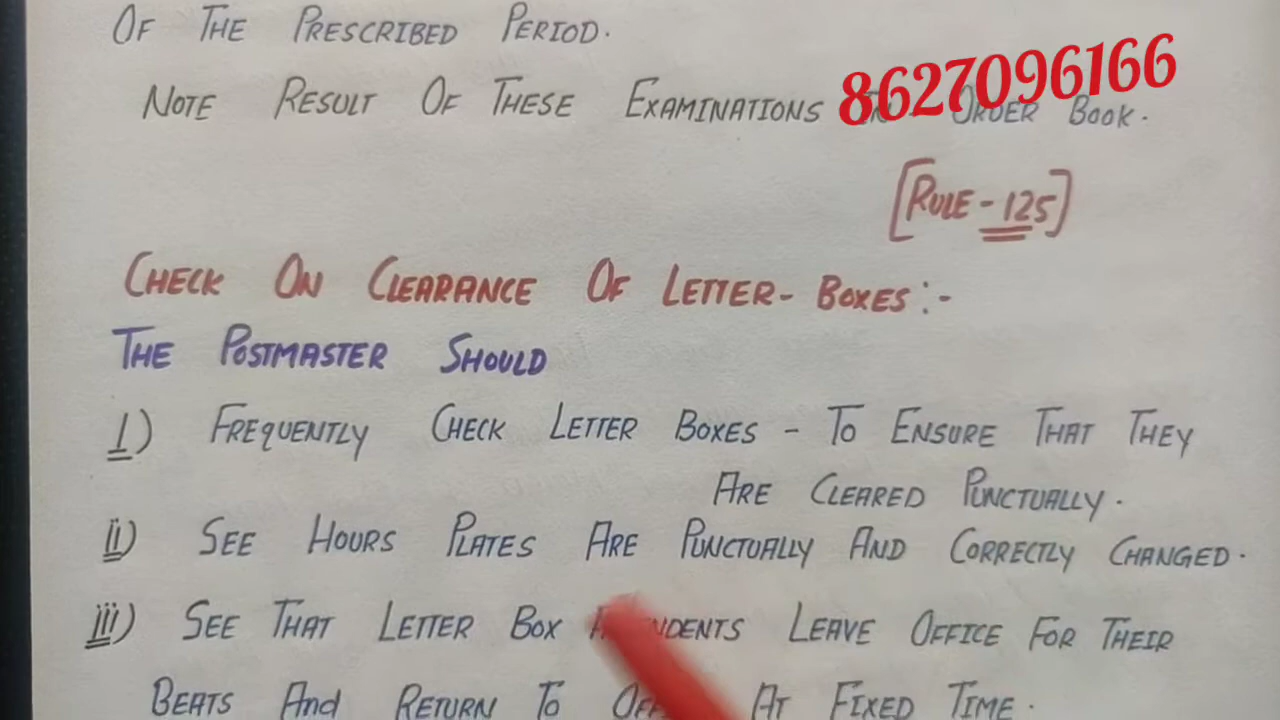 OF THE PRESCRIBED PERIOD.
8627096166
NOTE RESULT OF THESE EXAMINATIONS IN ORDER BOOK.
[RULE-125]
CHECK ON CLEARANCE OF LETTER-BOXES:-
THE POSTMASTER SHOULD
I) FREQUENTLY CHECK LETTER BOXES - TO ENSURE THAT THEY
ARE CLEARED PUNCTUALLY.
II) SEE HOURS PLATES ARE PUNCTUALLY AND CORRECTLY CHANGED.
III) SEE THAT LETTER BOX LEAVE OFFICE FOR THEIR
BEATS AND RETURN TO AT FIXED TIME.